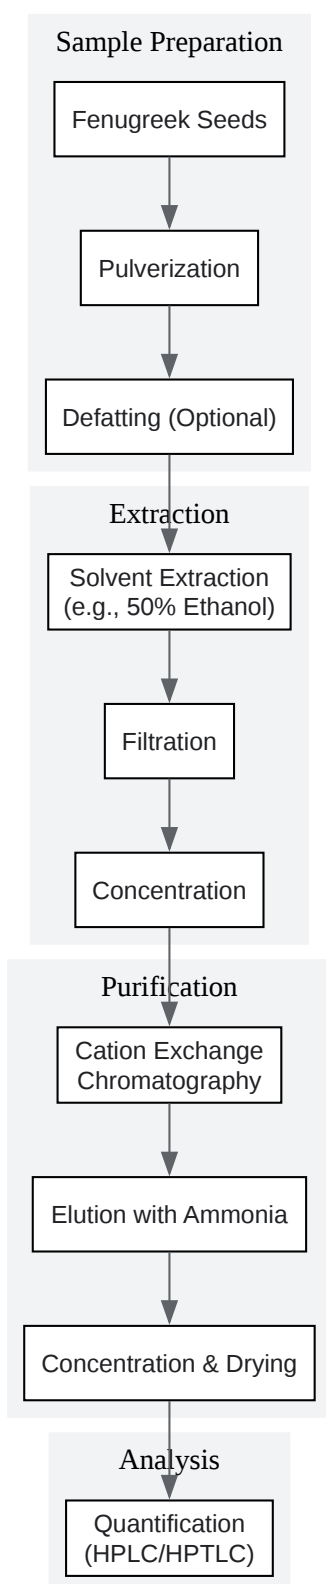 Sample Preparation
Fenugreek Seeds
Pulverization
Defatting (Optional)
Extraction
Solvent Extraction
(e.g., 50% Ethanol)
Filtration
Concentration
Purification
Cation Exchange
Chromatography
Elution with Ammonia
Concentration & Drying
Analysis
Quantification
(HPLC/HPTLC)